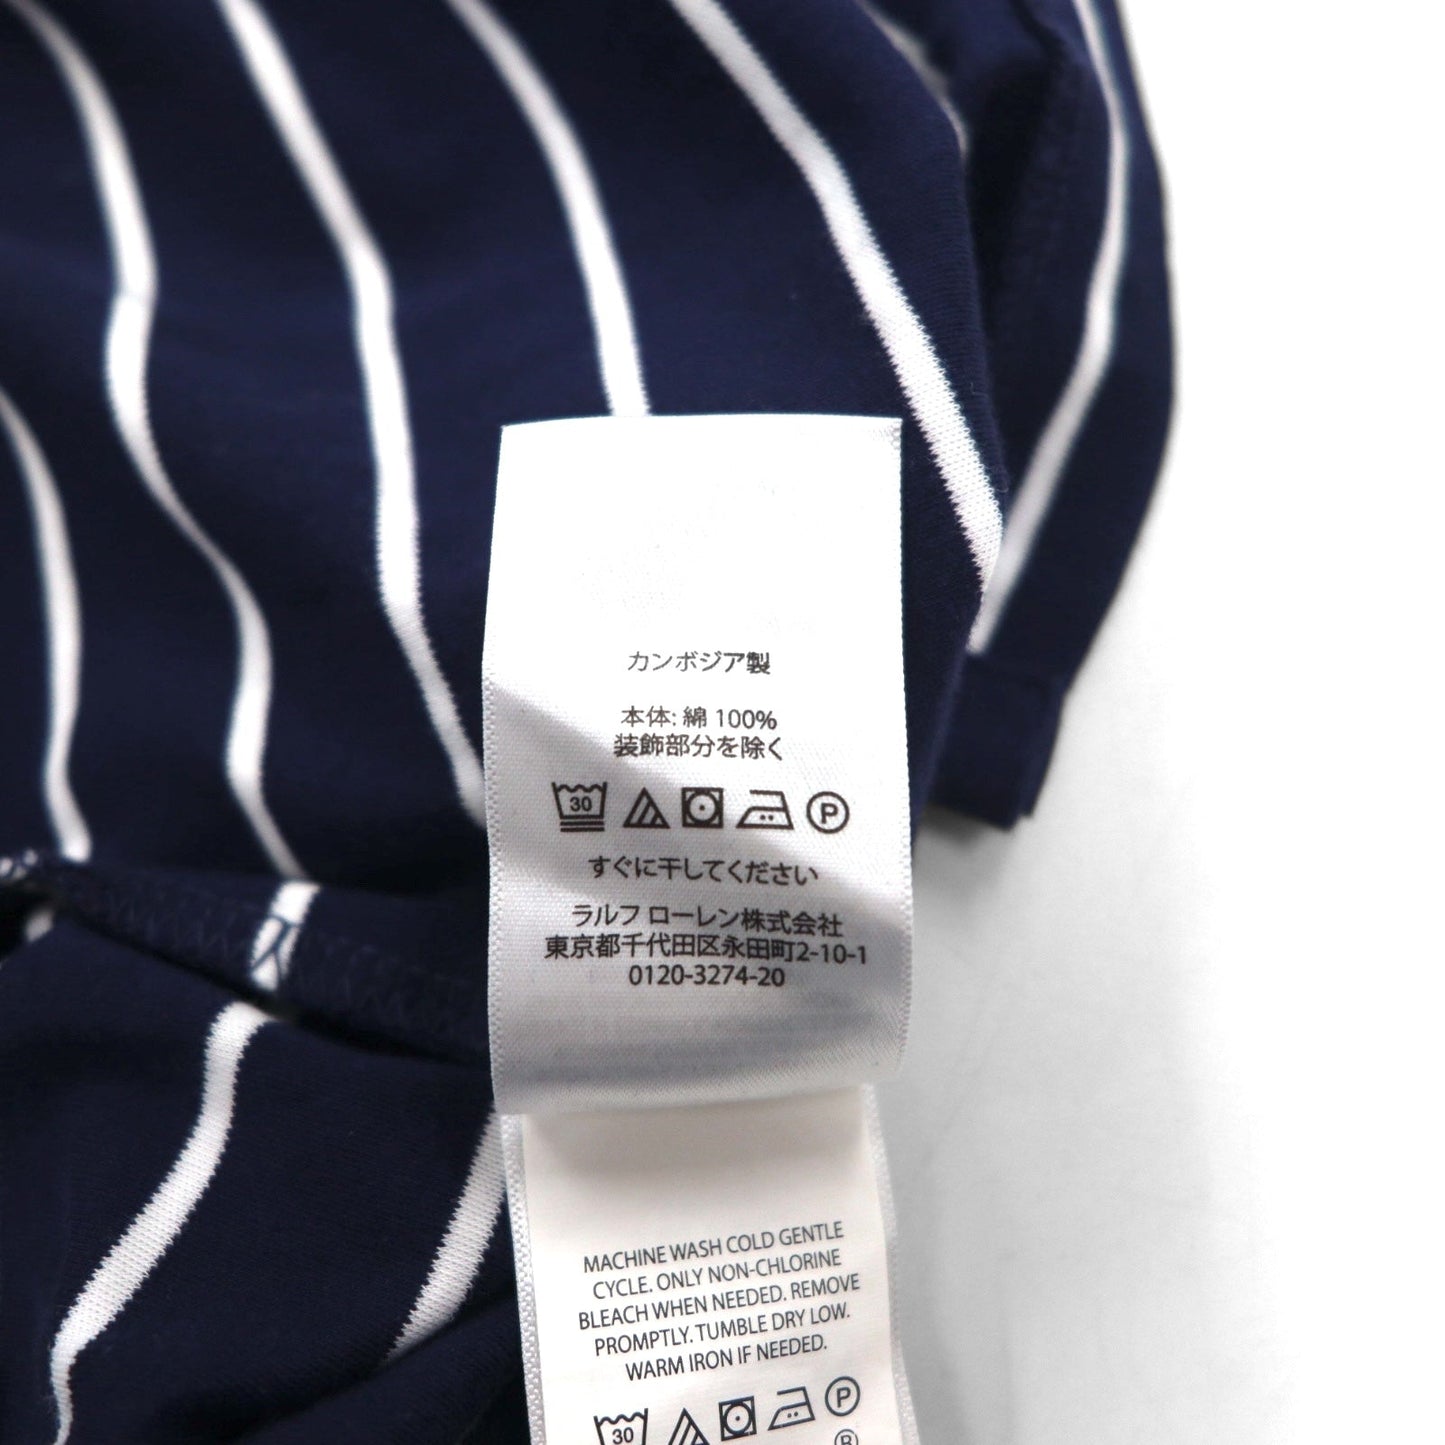 カンボジア製
本体: 綿 100%
装飾部分を除く
30 P
すぐに干してください
ラルフ ローレン株式会社
東京都千代田区永田町2-10-1
0120-3274-20
MACHINE WASH COLD GENTLE
CYCLE. ONLY NON-CHLORINE
BLEACH WHEN NEEDED. REMOVE
PROMPTLY. TUMBLE DRY LOW.
WARM IRON IF NEEDED.
30 P